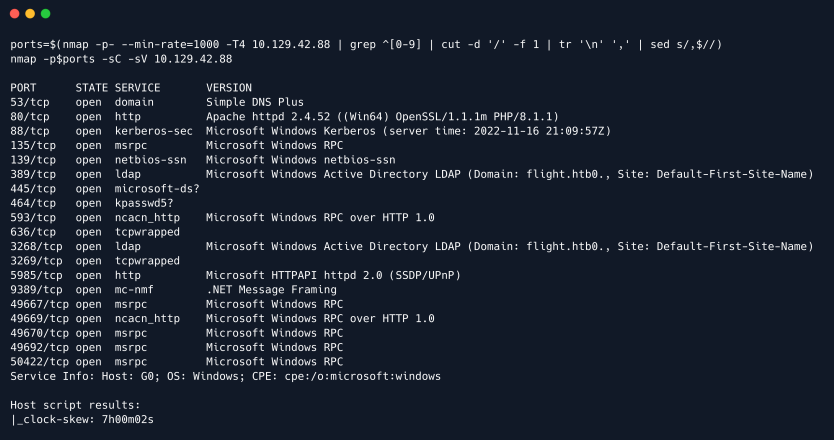 ports=$(nmap -p- --min-rate=1000 -T4 10.129.42.88 | grep ^[0-9] | cut -d '/' -f 1 | tr '\n' ',' | sed s/,$//)
nmap -p$ports -sC -sV 10.129.42.88
PORT      STATE SERVICE       VERSION
53/tcp    open  domain        Simple DNS Plus
80/tcp    open  http          Apache httpd 2.4.52 ((Win64) OpenSSL/1.1.1m PHP/8.1.1)
88/tcp    open  kerberos-sec  Microsoft Windows Kerberos (server time: 2022-11-16 21:09:57Z)
135/tcp   open  msrpc         Microsoft Windows RPC
139/tcp   open  netbios-ssn   Microsoft Windows netbios-ssn
389/tcp   open  ldap          Microsoft Windows Active Directory LDAP (Domain: flight.htb0., Site: Default-First-Site-Name)
445/tcp   open  microsoft-ds?
464/tcp   open  kpasswd5?
593/tcp   open  ncacn_http    Microsoft Windows RPC over HTTP 1.0
636/tcp   open  tcpwrapped
3268/tcp  open  ldap          Microsoft Windows Active Directory LDAP (Domain: flight.htb0., Site: Default-First-Site-Name)
3269/tcp  open  tcpwrapped
5985/tcp  open  http          Microsoft HTTPAPI httpd 2.0 (SSDP/UPnP)
9389/tcp  open  mc-nmf        .NET Message Framing
49667/tcp open  msrpc         Microsoft Windows RPC
49669/tcp open  ncacn_http    Microsoft Windows RPC over HTTP 1.0
49670/tcp open  msrpc         Microsoft Windows RPC
49692/tcp open  msrpc         Microsoft Windows RPC
50422/tcp open  msrpc         Microsoft Windows RPC
Service Info: Host: G0; OS: Windows; CPE: cpe:/o:microsoft:windows
Host script results:
|_clock-skew: 7h00m02s